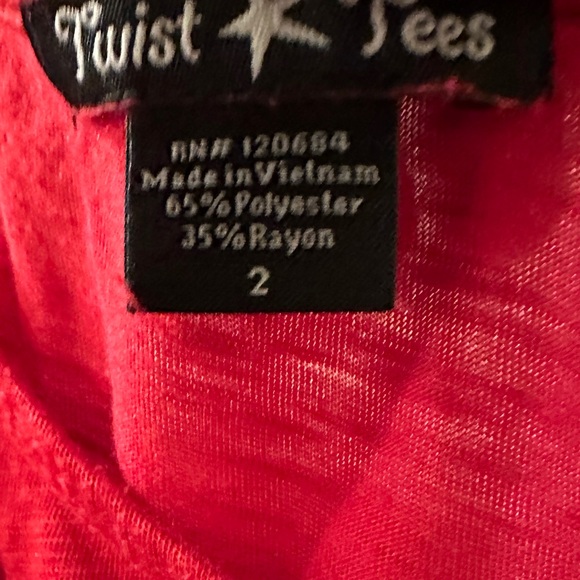 Twist Tees
RN# 120684
Made in Vietnam
65% Polyester
35% Rayon
2